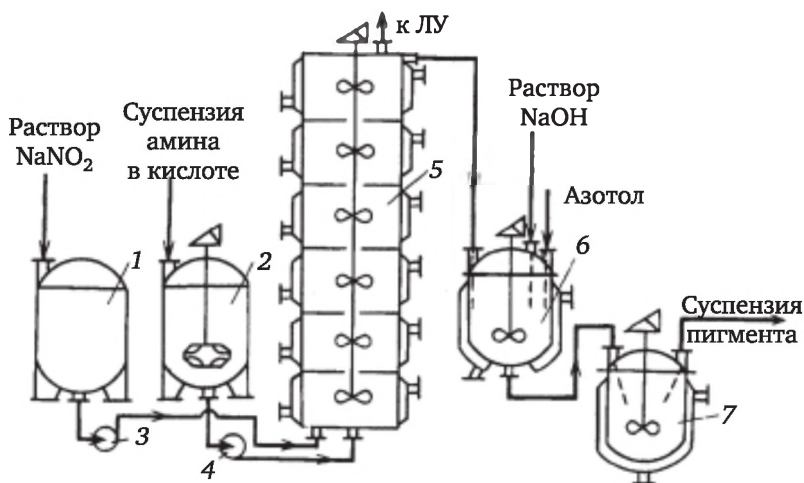 к ЛУ
Раствор
NaNO₂
Суспензия
амина
в кислоте
Раствор
NaOH
Азотол
Суспензия
пигмента
1
2
3
4
5
6
7